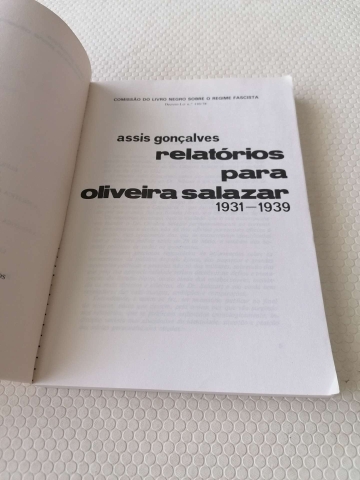 COMISSÃO DO LIVRO NEGRO SOBRE O REGIME FASCISTA
assis gonçalves
relatórios
para
oliveira salazar
1931—1939